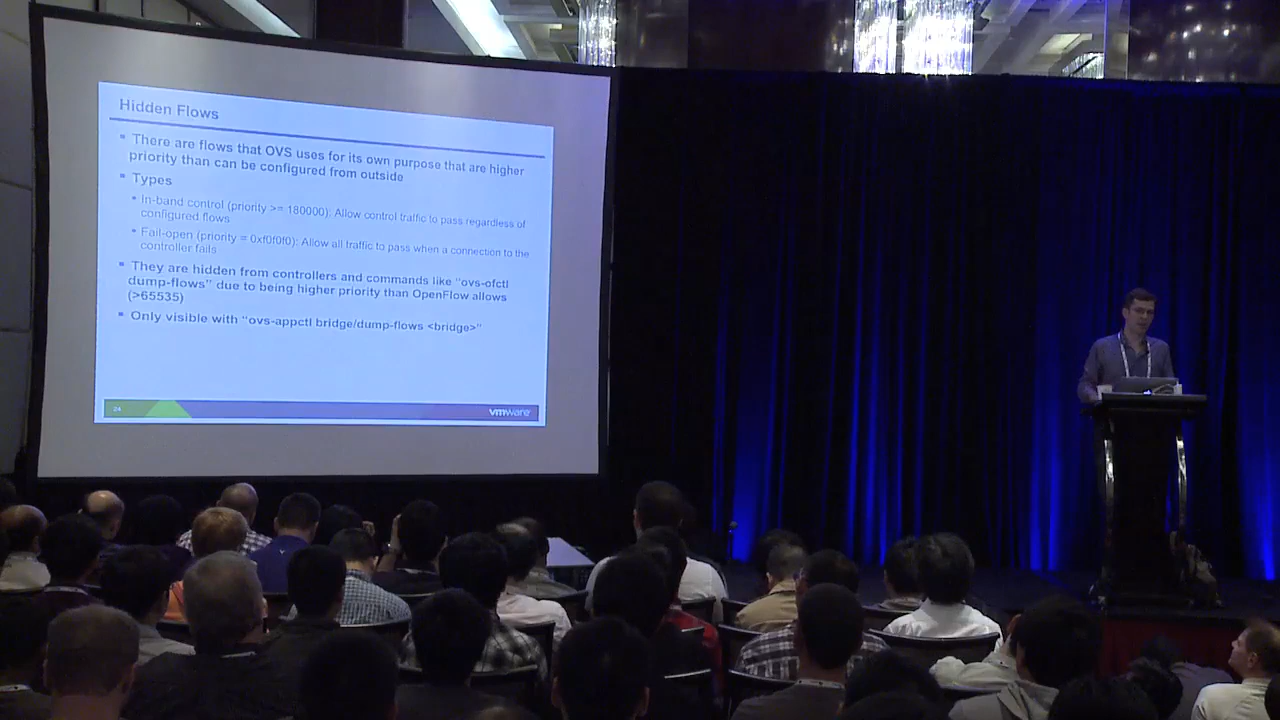 Hidden Flows
▪ There are flows that OVS uses for its own purpose that are higher
priority than can be configured from outside
▪ Types
• In-band control (priority >= 180000): Allow control traffic to pass regardless of
configured flows
• Fail-open (priority = 0xf0f0f0): Allow all traffic to pass when a connection to the
controller fails
▪ They are hidden from controllers and commands like "ovs-ofctl
dump-flows" due to being higher priority than OpenFlow allows
(>65535)
▪ Only visible with "ovs-appctl bridge/dump-flows <bridge>"
24
vmware